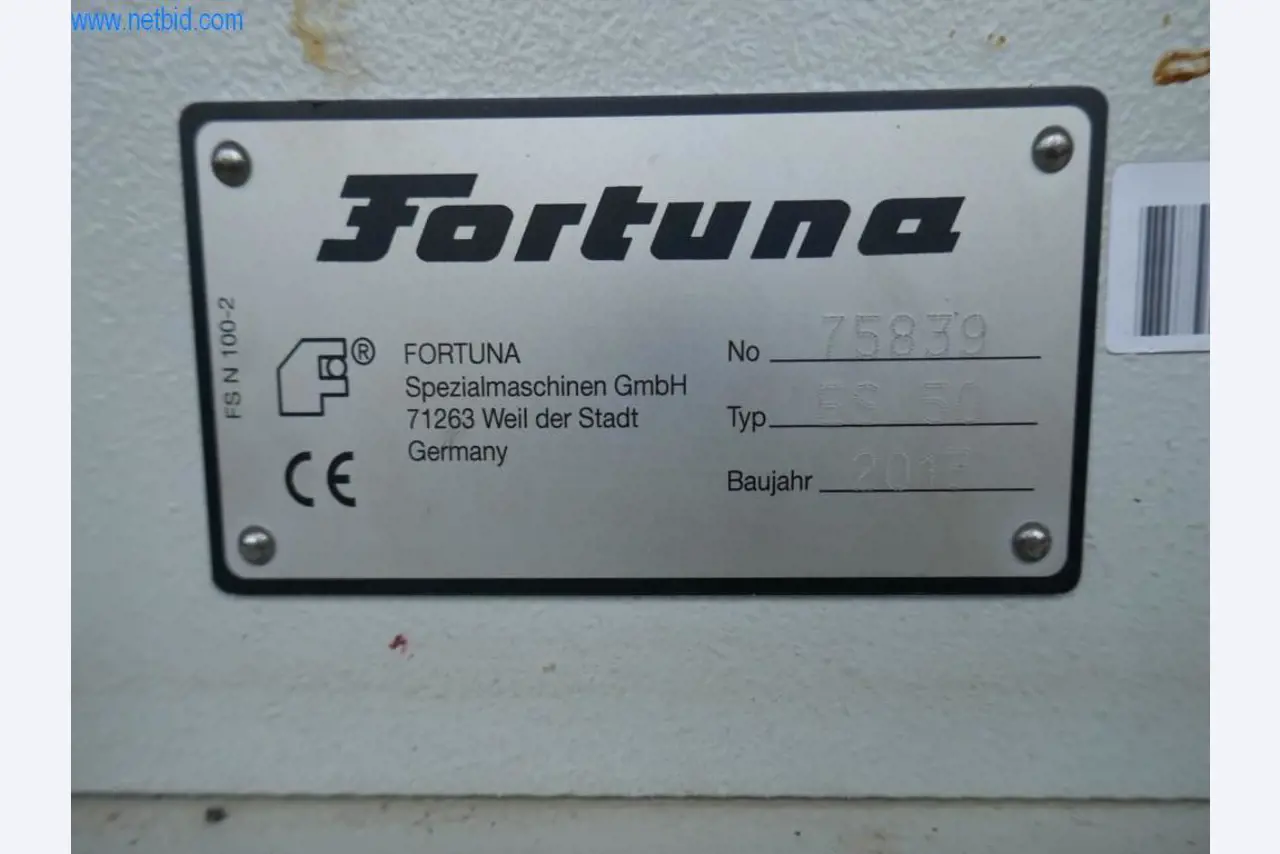 www.netbid.com
Fortuna
FS N 100-2
FORTUNA
Spezialmaschinen GmbH
71263 Weil der Stadt
Germany
CE
No 75839
Typ
Baujahr